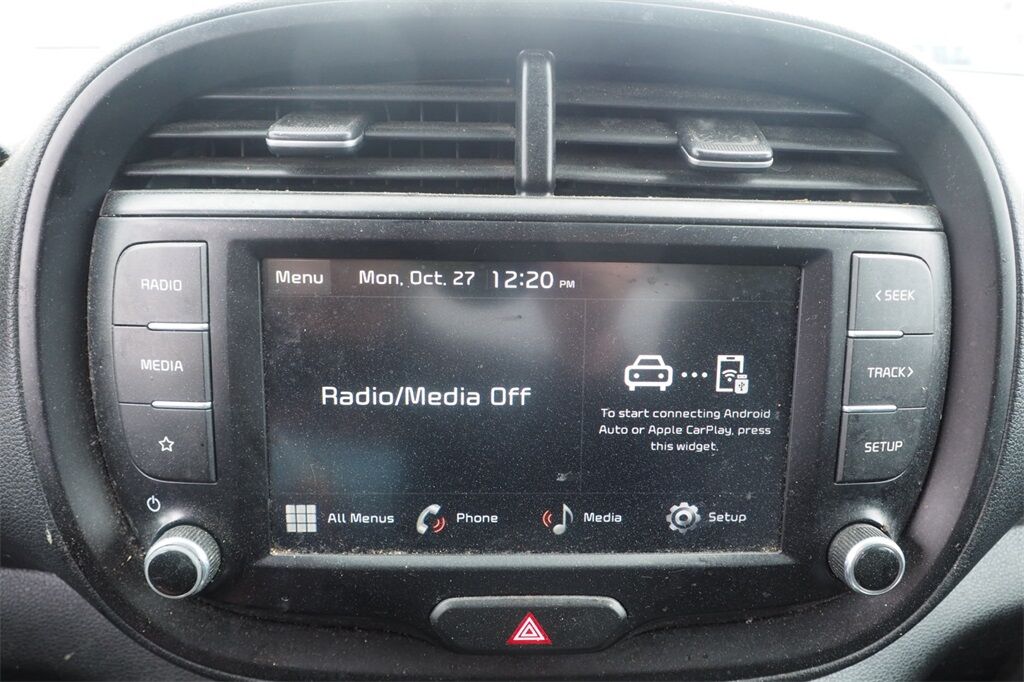 RADIO
MEDIA
Menu Mon, Oct. 27 12:20 PM
Radio/Media Off
To start connecting Android
Auto or Apple CarPlay, press
this widget.
All Menus Phone Media Setup
< SEEK
TRACK >
SETUP